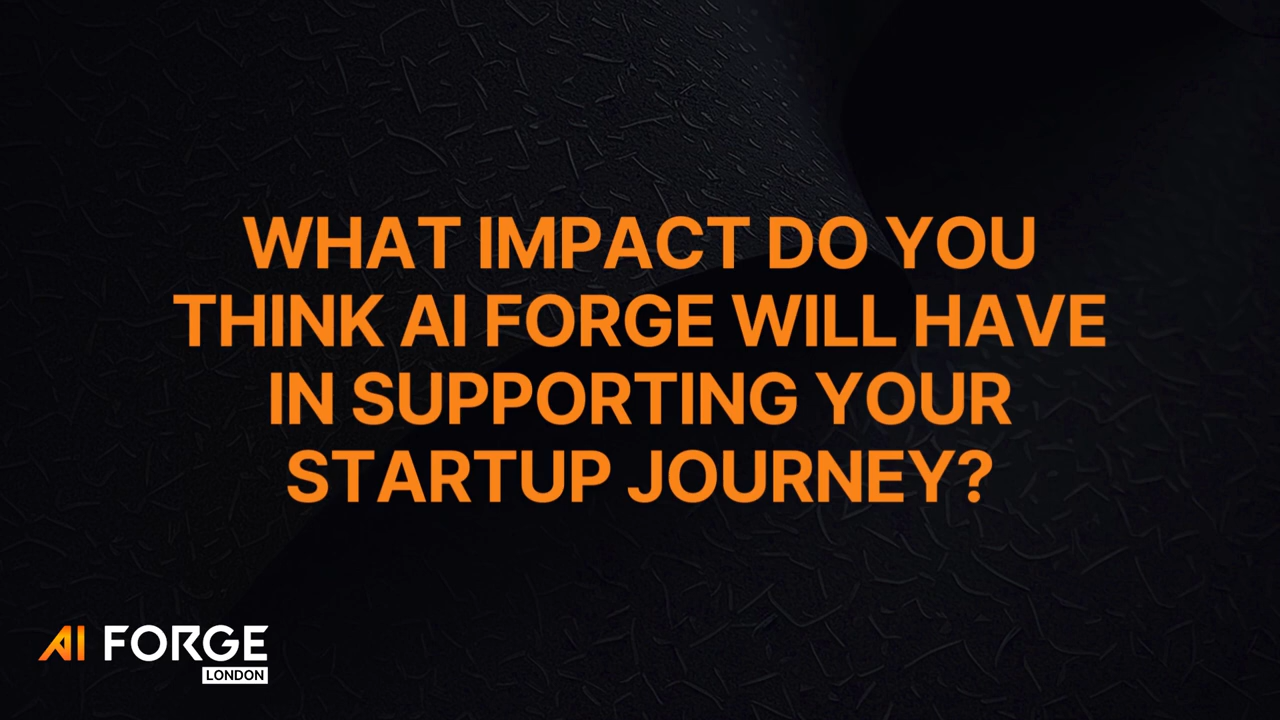 WHAT IMPACT DO YOU
THINK AI FORGE WILL HAVE
IN SUPPORTING YOUR
STARTUP JOURNEY?
AI FORGE
LONDON